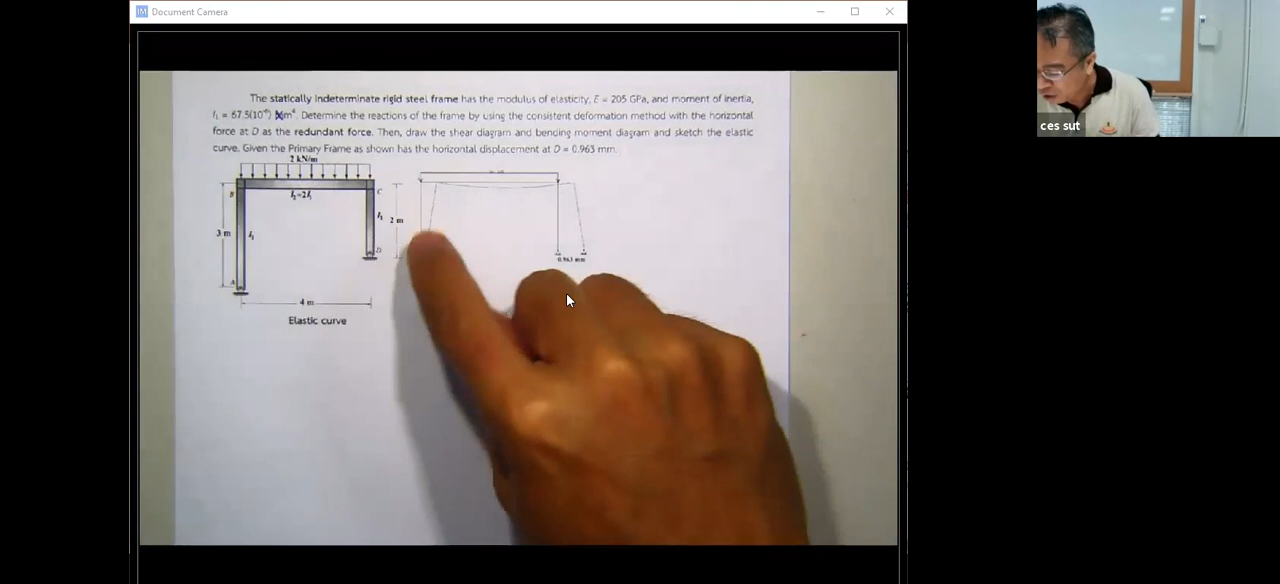 Document Camera
The statically indeterminate rigid steel frame has the modulus of elasticity, E = 205 GPa, and moment of inertia,
I₁ = 67.5(10⁻⁶) m⁴. Determine the reactions of the frame by using the consistent deformation method with the horizontal
force at D as the redundant force. Then, draw the shear diagram and bending moment diagram and sketch the elastic
curve. Given the Primary Frame as shown has the horizontal displacement at D = 0.963 mm.
2 kN/m
B
C
I₂=2I₁
I₁
2 m
3 m
I₁
D
0.963 mm
A
4 m
Elastic curve
ces sut